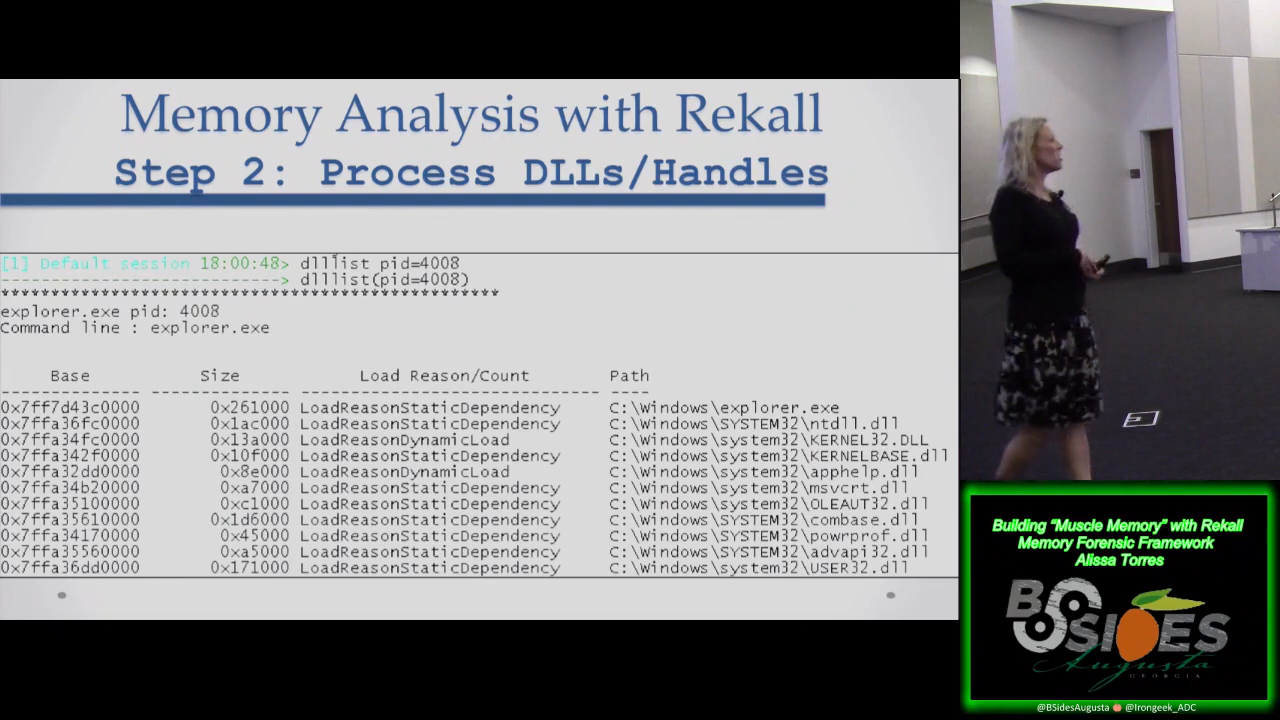 Memory Analysis with Rekall
Step 2: Process DLLs/Handles
[1] Default session 18:00:48> dlllist pid=4008
----------------------------> dlllist(pid=4008)
**************************************************
explorer.exe pid: 4008
Command line : explorer.exe
Base Size Load Reason/Count Path
-------------- -------------- ------------------------------ ----
0x7ff7d43c0000 0x261000 LoadReasonStaticDependency C:\Windows\explorer.exe
0x7ffa36fc0000 0x1ac000 LoadReasonStaticDependency C:\Windows\SYSTEM32\ntdll.dll
0x7ffa34fc0000 0x13a000 LoadReasonDynamicLoad C:\Windows\system32\KERNEL32.DLL
0x7ffa342f0000 0x10f000 LoadReasonStaticDependency C:\Windows\system32\KERNELBASE.dll
0x7ffa32dd0000 0x8e000 LoadReasonDynamicLoad C:\Windows\system32\apphelp.dll
0x7ffa34b20000 0xa7000 LoadReasonStaticDependency C:\Windows\system32\msvcrt.dll
0x7ffa35100000 0xc1000 LoadReasonStaticDependency C:\Windows\system32\OLEAUT32.dll
0x7ffa35610000 0x1d6000 LoadReasonStaticDependency C:\Windows\SYSTEM32\combase.dll
0x7ffa34170000 0x45000 LoadReasonStaticDependency C:\Windows\SYSTEM32\powrprof.dll
0x7ffa35560000 0xa5000 LoadReasonStaticDependency C:\Windows\system32\advapi32.dll
0x7ffa36dd0000 0x171000 LoadReasonStaticDependency C:\Windows\system32\USER32.dll
Building "Muscle Memory" with Rekall
Memory Forensic Framework
Alissa Torres
BSIDES
Augusta
GEORGIA
@BSidesAugusta @Irongeek_ADC